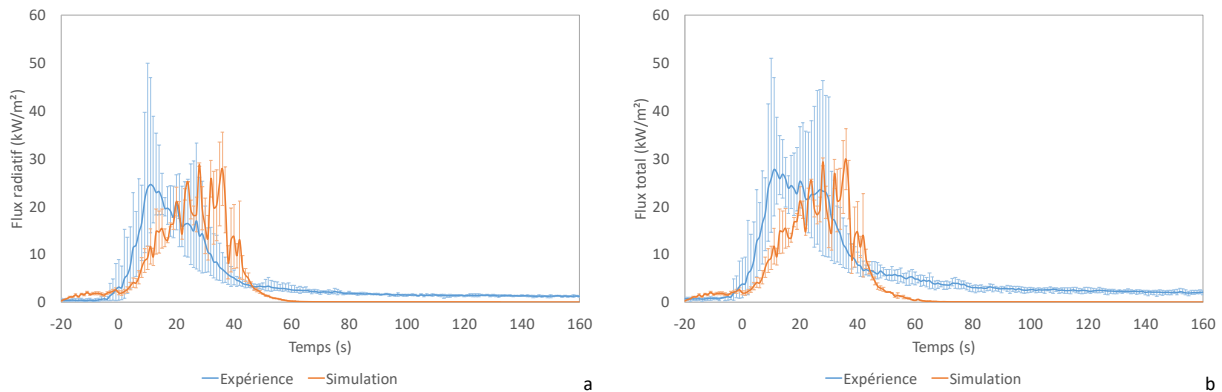 60
50
40
30
20
10
0
Flux radiatif (kW/m²)
-20 0 20 40 60 80 100 120 140 160
Temps (s)
Expérience Simulation
a
60
50
40
30
20
10
0
Flux total (kW/m²)
-20 0 20 40 60 80 100 120 140 160
Temps (s)
Expérience Simulation
b